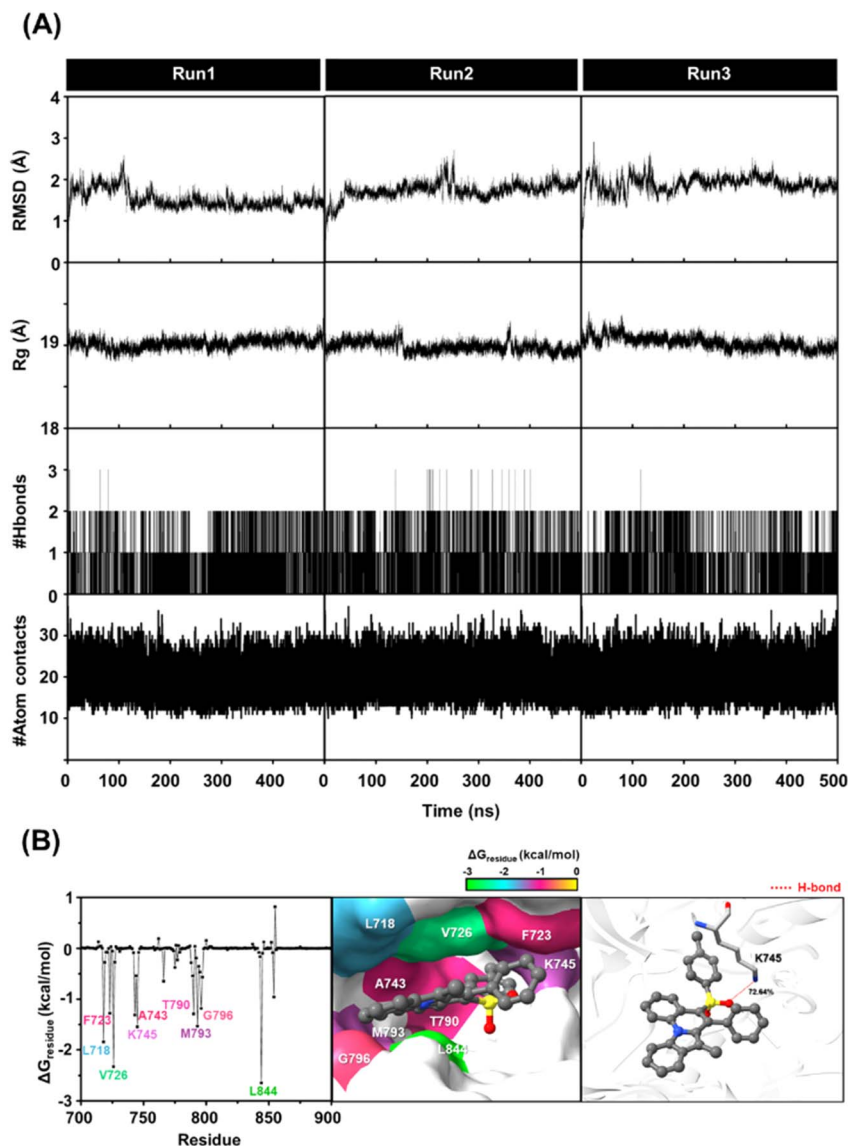 (A)
Run1 Run2 Run3
4
3
2
1
0
RMSD (Å)
19
18
Rg (Å)
3
2
1
0
#Hbonds
30
20
10
#Atom contacts
0 100 200 300 400 0 100 200 300 400 0 100 200 300 400 500
Time (ns)
(B)
ΔGresidue (kcal/mol)
-3 -2 -1 0
H-bond
1
0
-1
-2
-3
ΔGresidue (kcal/mol)
F723
L718
V726
A743
K745
T790
M793
G796
L844
700 750 800 850 900
Residue
L718
V726
F723
K745
A743
M793
T790
L844
G796
K745
72.64%